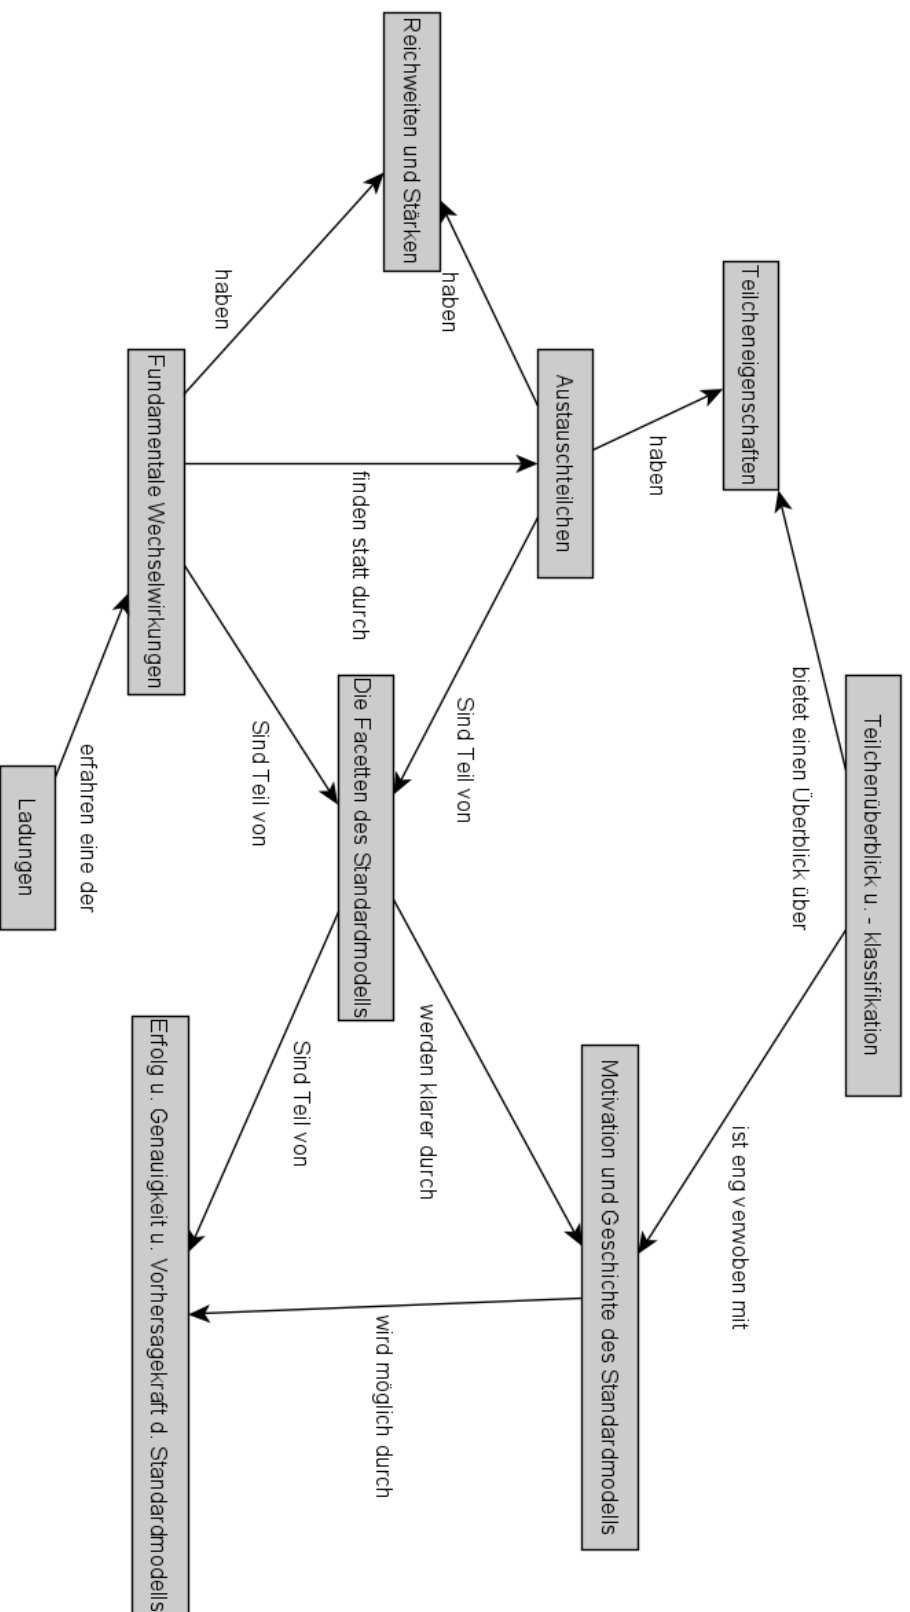 Teilchenüberblick u. - klassifikation
bietet einen Überblick über
ist eng verwoben mit
Teilcheneigenschaften
haben
Motivation und Geschichte des Standardmodells
Austauschteilchen
haben
Sind Teil von
Reichweiten und Stärken
werden klarer durch
wird möglich durch
finden statt durch
Die Facetten des Standardmodells
haben
Sind Teil von
Sind Teil von
Fundamentale Wechselwirkungen
Erfolg u. Genauigkeit u. Vorhersagekraft d. Standardmodells
erfahren eine der
Ladungen